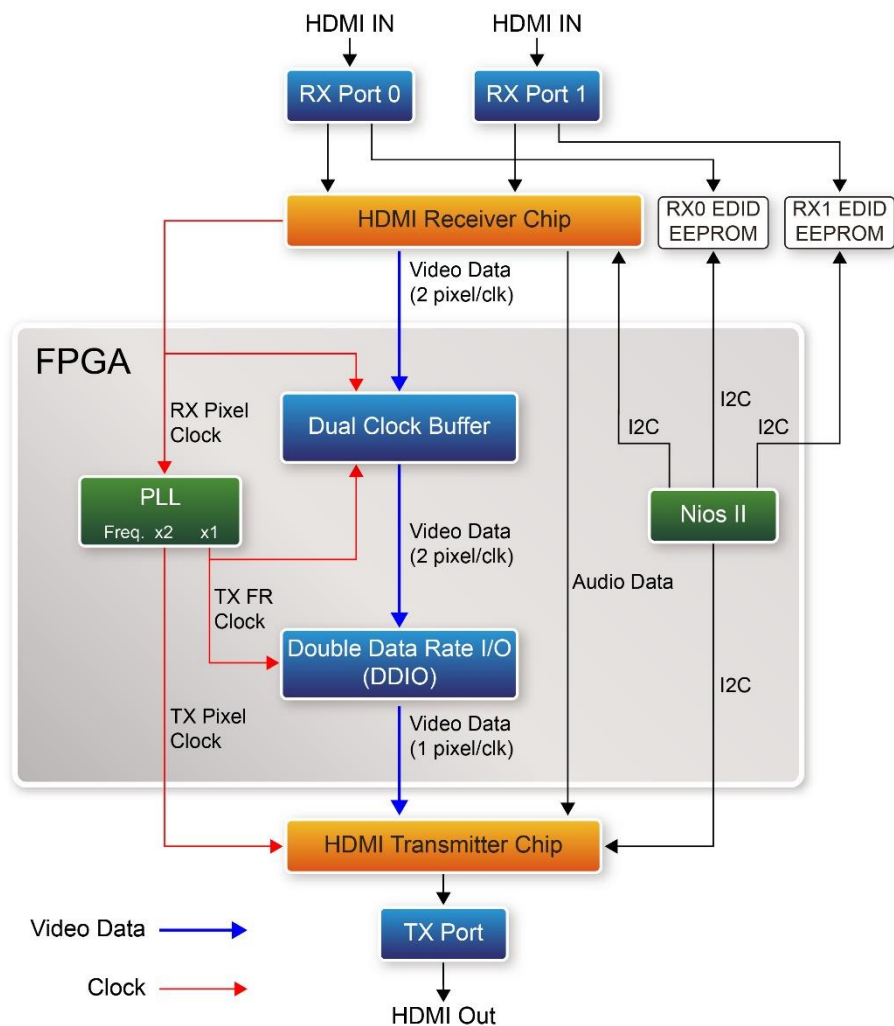 HDMI IN
HDMI IN
RX Port 0
RX Port 1
HDMI Receiver Chip
RX0 EDID
EEPROM
RX1 EDID
EEPROM
Video Data
(2 pixel/clk)
FPGA
RX Pixel
Clock
Dual Clock Buffer
I2C
I2C
I2C
PLL
Freq. x2 x1
Nios II
Video Data
(2 pixel/clk)
Audio Data
TX FR
Clock
Double Data Rate I/O
(DDIO)
I2C
TX Pixel
Clock
Video Data
(1 pixel/clk)
HDMI Transmitter Chip
TX Port
Video Data
Clock
HDMI Out